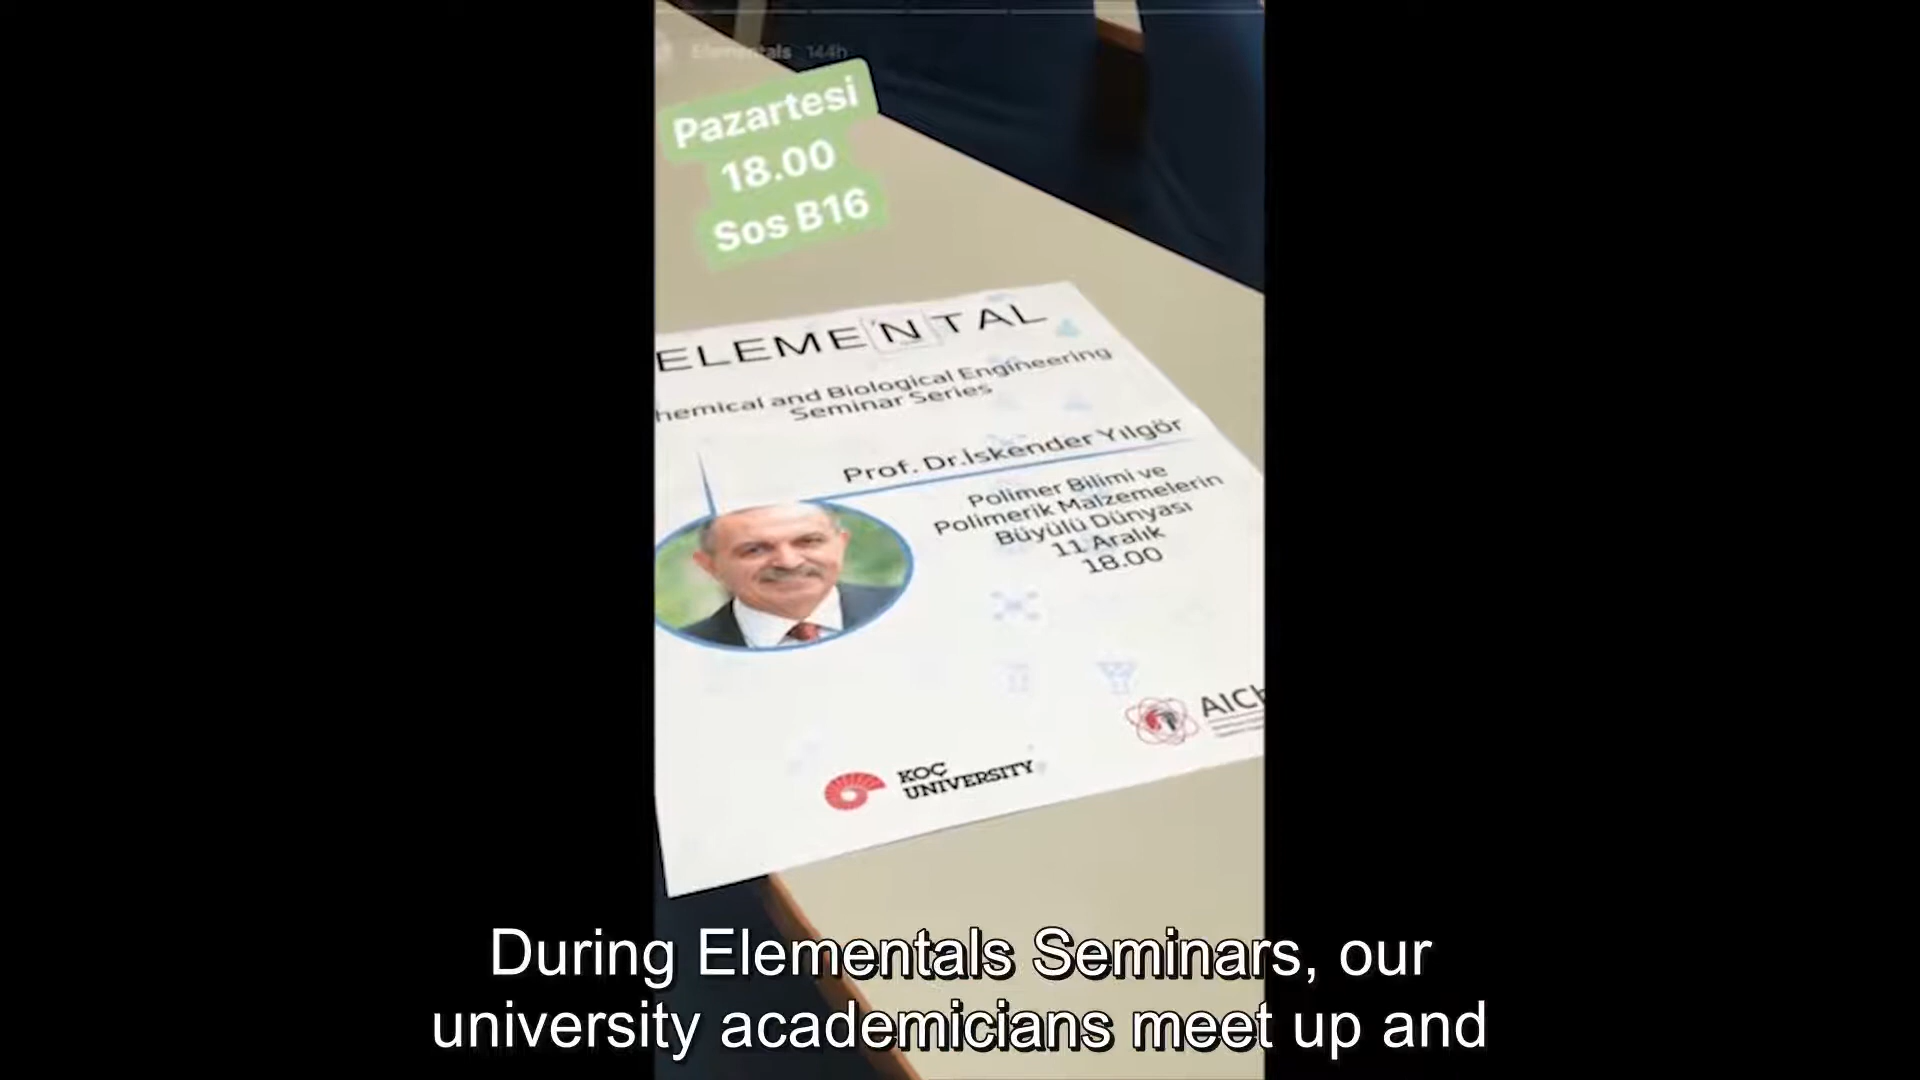 Elementals 144h
Pazartesi
18.00
Sos B16
ELEMENTAL
hemical and Biological Engineering
Seminar Series
Prof. Dr.İskender Yılgör
Polimer Bilimi ve
Polimerik Malzemelerin
Büyülü Dünyası
11 Aralık
18.00
AICh
KOÇ
UNIVERSITY
During Elementals Seminars, our
university academicians meet up and